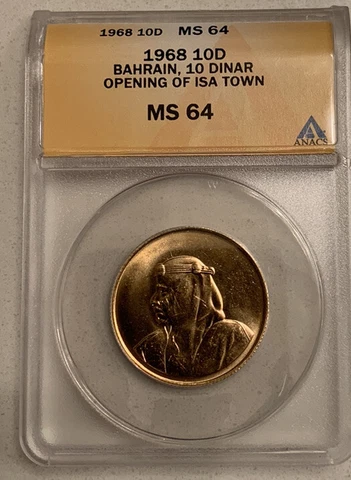 1968 10D MS 64
1968 10D
BAHRAIN, 10 DINAR
OPENING OF ISA TOWN
MS 64
ANACS